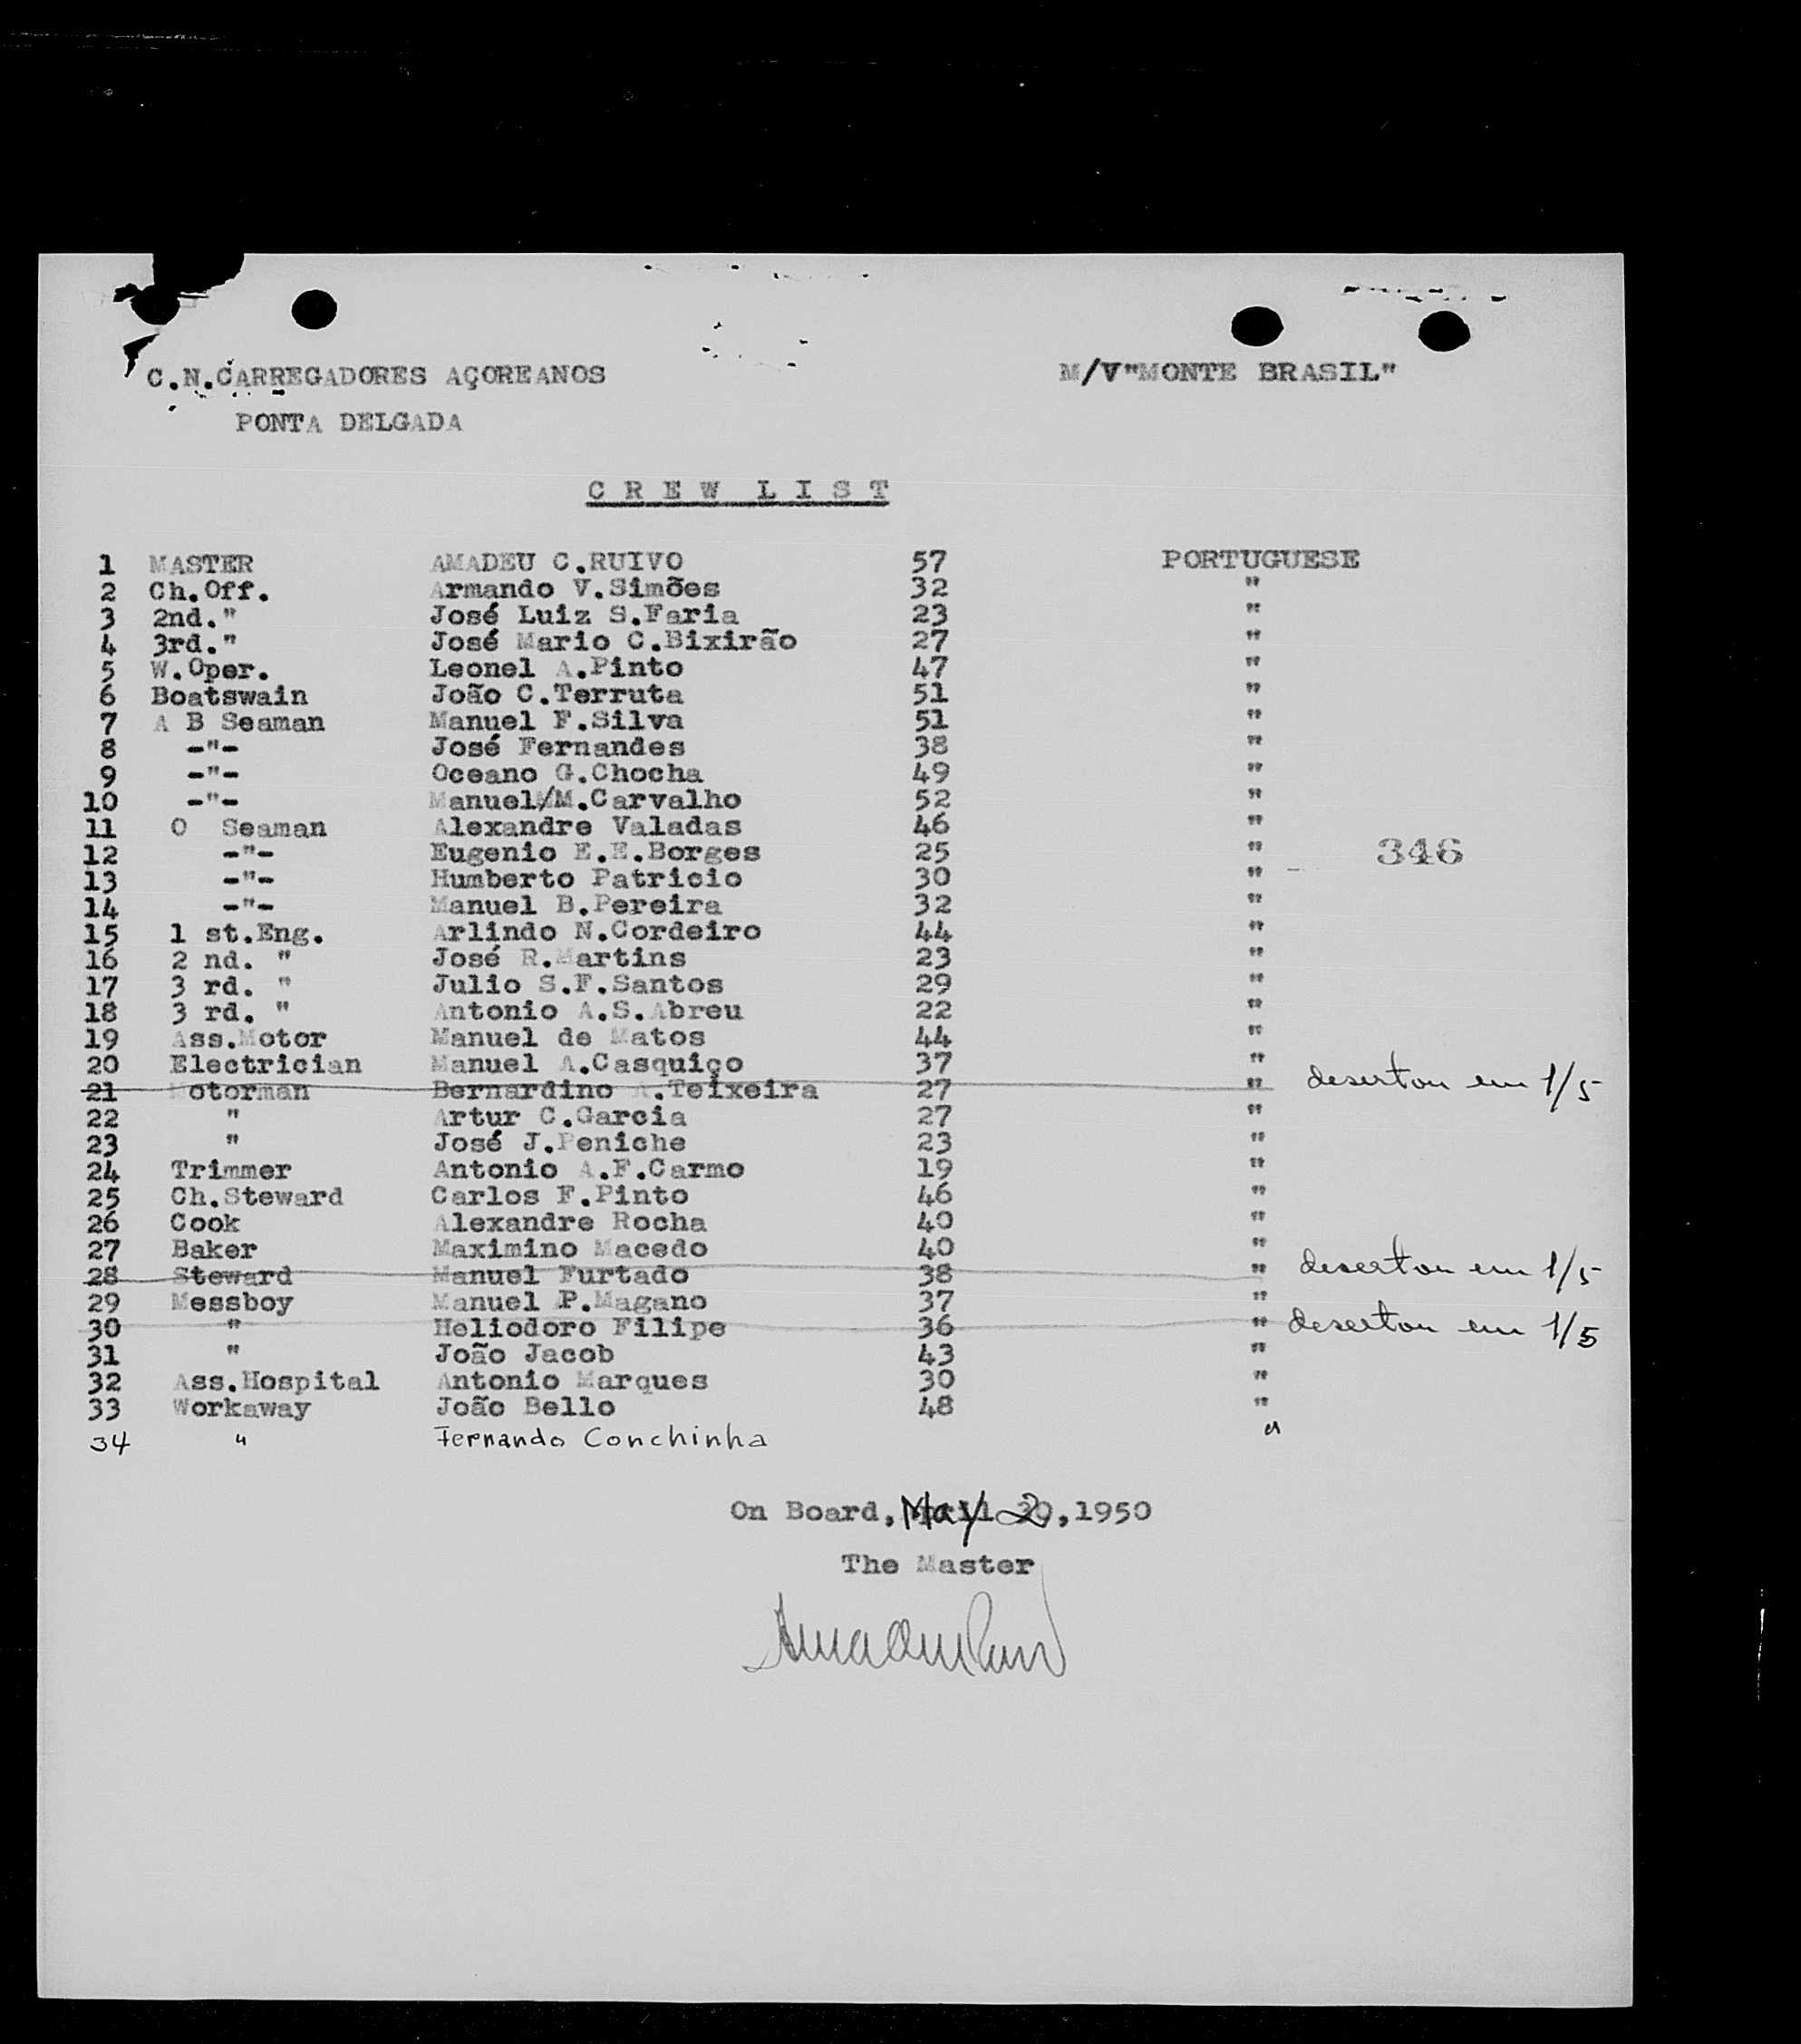 C.N.CARREGADORES AÇOREANOS M/V"MONTE BRASIL"
PONTA DELGADA
CREW LIST
1 MASTER AMADEU C.RUIVO 57 PORTUGUESE
2 Ch.Off. Armando V.Simões 32 "
3 2nd." José Luiz S.Faria 23 "
4 3rd." José Mario C.Bixirão 27 "
5 W.Oper. Leonel A.Pinto 47 "
6 Boatswain João C.Terruta 51 "
7 A B Seaman Manuel F.Silva 51 "
8 -"- José Fernandes 38 "
9 -"- Oceano G.Chocha 49 "
10 -"- Manuel M.Carvalho 52 "
11 O Seaman Alexandre Valadas 46 "
12 -"- Eugenio E.E.Borges 25 " 346
13 -"- Humberto Patricio 30 "
14 -"- Manuel B.Pereira 32 "
15 1 st.Eng. Arlindo N.Cordeiro 44 "
16 2 nd. " José R.Martins 23 "
17 3 rd. " Julio S.F.Santos 29 "
18 3 rd. " Antonio A.S.Abreu 22 "
19 Ass.Motor Manuel de Matos 44 "
20 Electrician Manuel A.Casquiço 37 "
21 Motorman Bernardino A.Teixeira 27 " desertou em 1/5
22 " Artur C.Garcia 27 "
23 " José J.Peniche 23 "
24 Trimmer Antonio A.F.Carmo 19 "
25 Ch.Steward Carlos F.Pinto 46 "
26 Cook Alexandre Rocha 40 "
27 Baker Maximino Macedo 40 "
28 Steward Manuel Furtado 38 " desertou em 1/5
29 Messboy Manuel P.Magano 37 "
30 " Heliodoro Filipe 36 " desertou em 1/5
31 " João Jacob 43 "
32 Ass.Hospital Antonio Marques 30 "
33 Workaway João Bello 48 "
34 " Fernando Conchinha "
On Board, May 2,1950
The Master